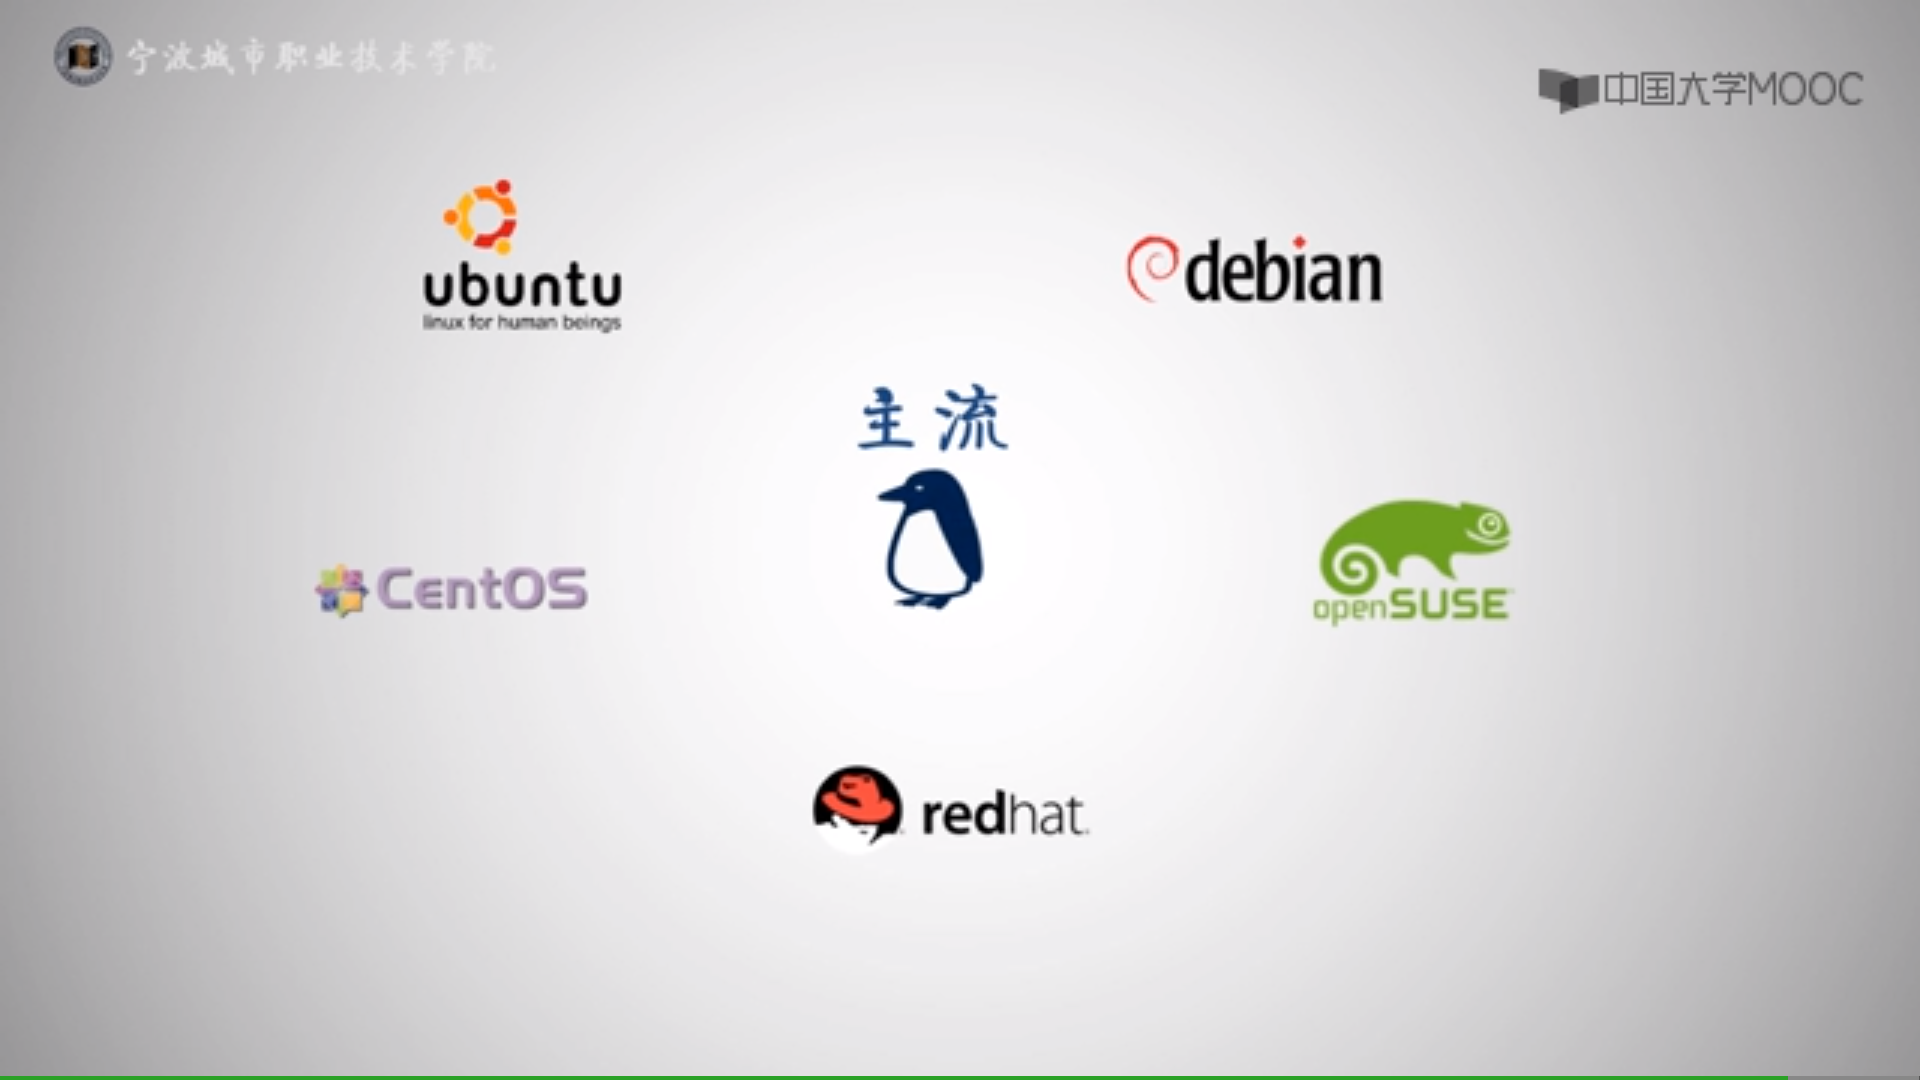 宁波城市职业技术学院
中国大学MOOC
ubuntu
linux for human beings
debian
主流
CentOS
openSUSE
redhat